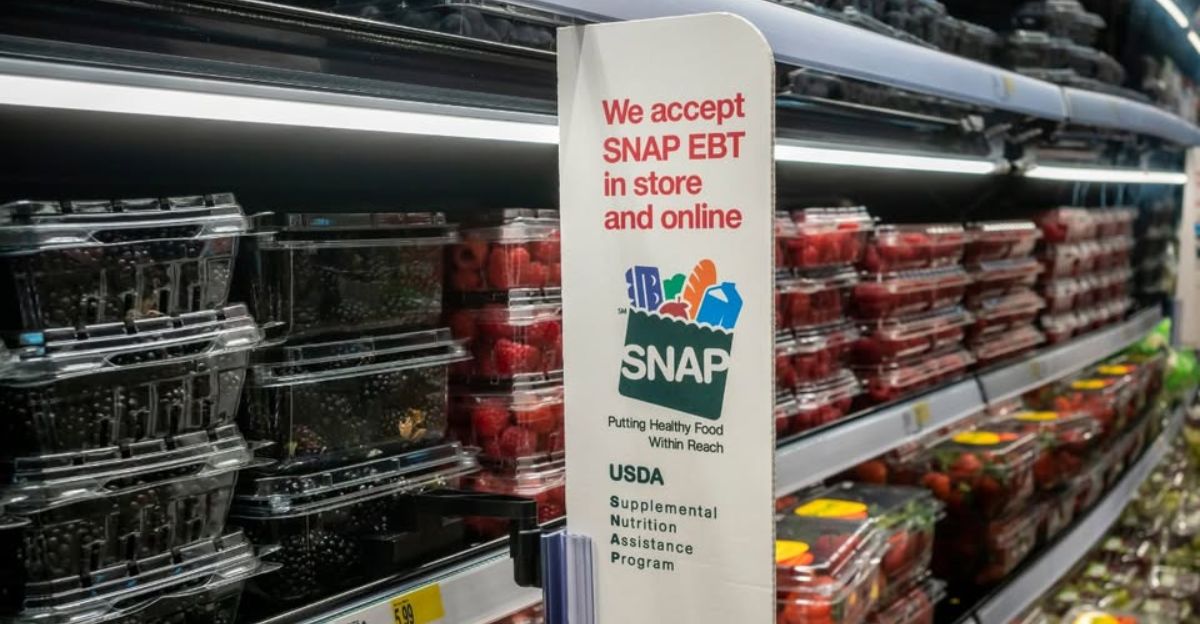 We accept
SNAP EBT
in store
and online
SM
SNAP
Putting Healthy Food
Within Reach
USDA
Supplemental
Nutrition
Assistance
Program
5.99